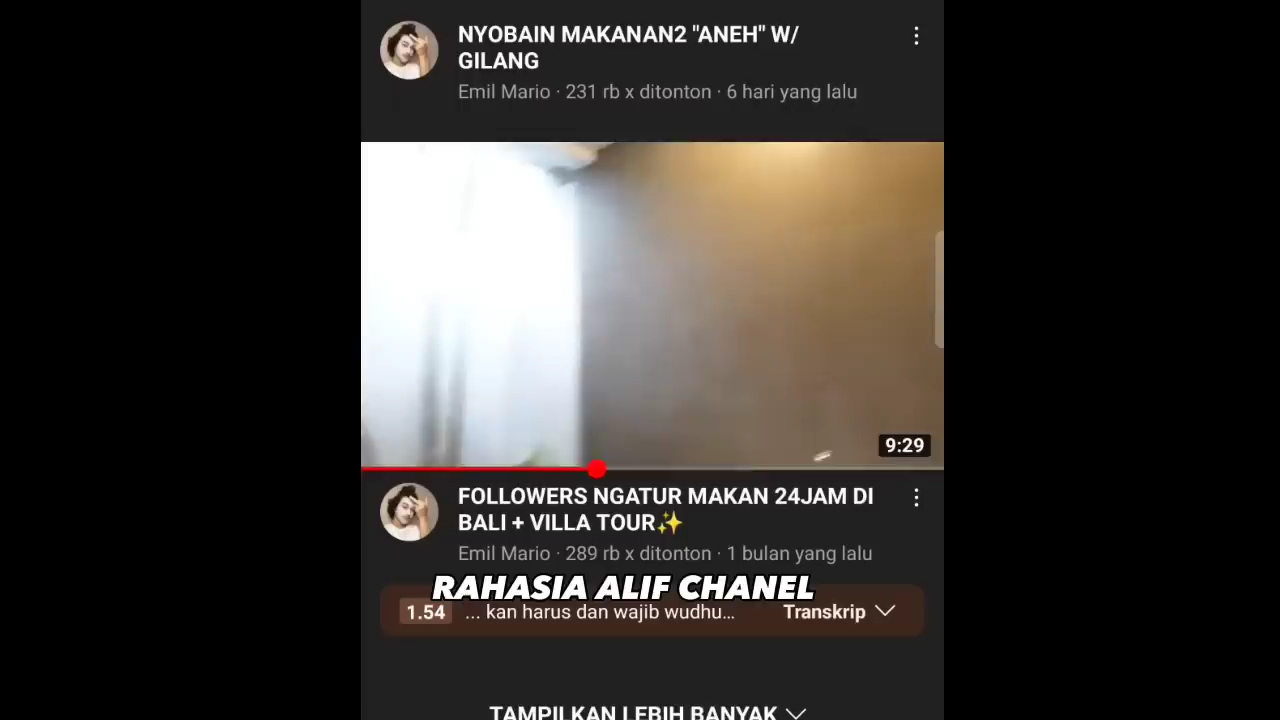 NYOBAIN MAKANAN2 "ANEH" W/
GILANG
Emil Mario · 231 rb x ditonton · 6 hari yang lalu
9:29
FOLLOWERS NGATUR MAKAN 24JAM DI
BALI + VILLA TOUR✨
Emil Mario · 289 rb x ditonton · 1 bulan yang lalu
RAHASIA ALIF CHANEL
1.54 ... kan harus dan wajib wudhu... Transkrip
TAMPILKAN LEBIH BANYAK